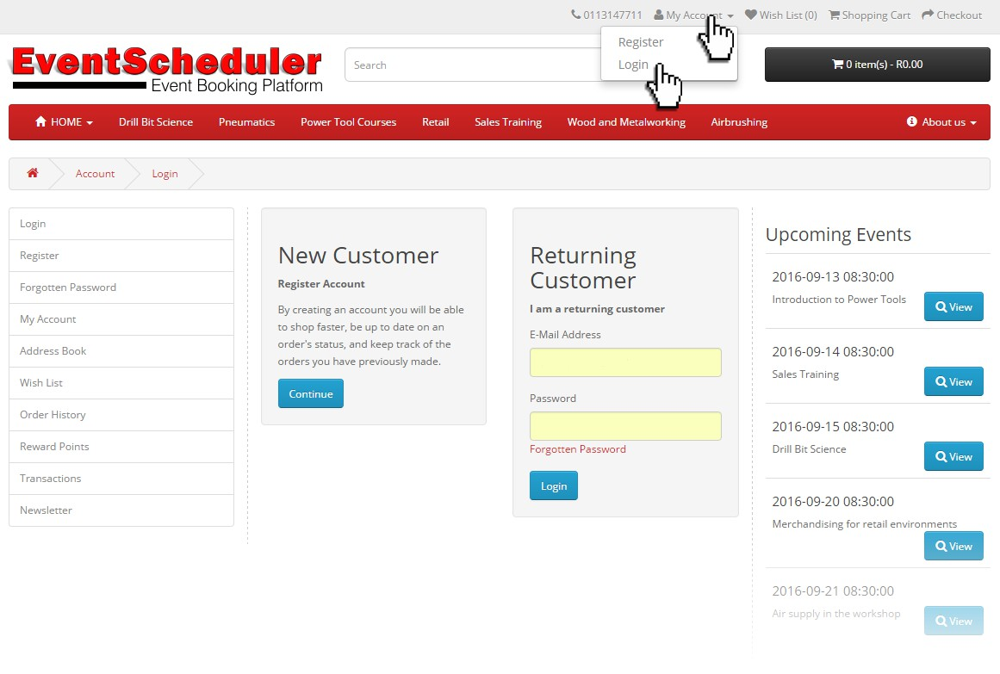 0113147711 My Account Wish List (0) Shopping Cart Checkout
Register
Login
EventScheduler
Event Booking Platform
Search
0 item(s) - R0.00
HOME Drill Bit Science Pneumatics Power Tool Courses Retail Sales Training Wood and Metalworking Airbrushing About us
Account Login
Login
Register
Forgotten Password
My Account
Address Book
Wish List
Order History
Reward Points
Transactions
Newsletter
New Customer
Register Account
By creating an account you will be able
to shop faster, be up to date on an
order's status, and keep track of the
orders you have previously made.
Continue
Returning
Customer
I am a returning customer
E-Mail Address
Password
Forgotten Password
Login
Upcoming Events
2016-09-13 08:30:00
Introduction to Power Tools
View
2016-09-14 08:30:00
Sales Training
View
2016-09-15 08:30:00
Drill Bit Science
View
2016-09-20 08:30:00
Merchandising for retail environments
View
2016-09-21 08:30:00
Air supply in the workshop
View